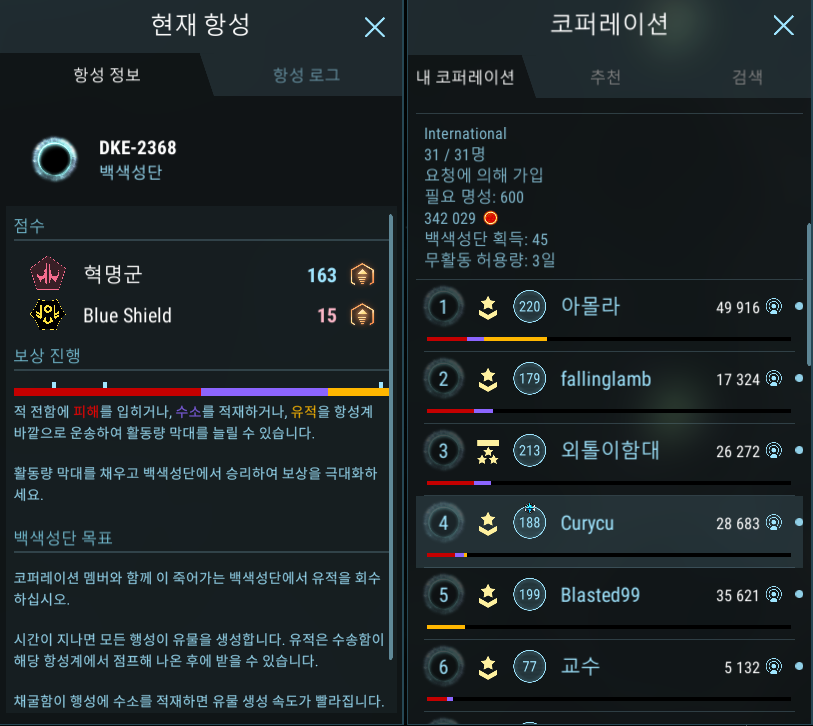 현재 항성
항성 정보
항성 로그
DKE-2368
백색성단
점수
혁명군
163
Blue Shield
15
보상 진행
적 전함에 피해를 입히거나, 수소를 적재하거나, 유적을 항성계
바깥으로 운송하여 활동량 막대를 늘릴 수 있습니다.
활동량 막대를 채우고 백색성단에서 승리하여 보상을 극대화하
세요.
백색성단 목표
코퍼레이션 멤버와 함께 이 죽어가는 백색성단에서 유적을 회수
하십시오.
시간이 지나면 모든 행성이 유물을 생성합니다. 유적은 수송함이
해당 항성계에서 점프해 나온 후에 받을 수 있습니다.
채굴함이 행성에 수소를 적재하면 유물 생성 속도가 빨라집니다.
코퍼레이션
내 코퍼레이션
추천
검색
International
31 / 31명
요청에 의해 가입
필요 명성: 600
342 029
백색성단 획득: 45
무활동 허용량: 3일
1 220 아몰라 49 916
2 179 fallinglamb 17 324
3 213 외톨이함대 26 272
4 188 Curycu 28 683
5 199 Blasted99 35 621
6 77 교수 5 132